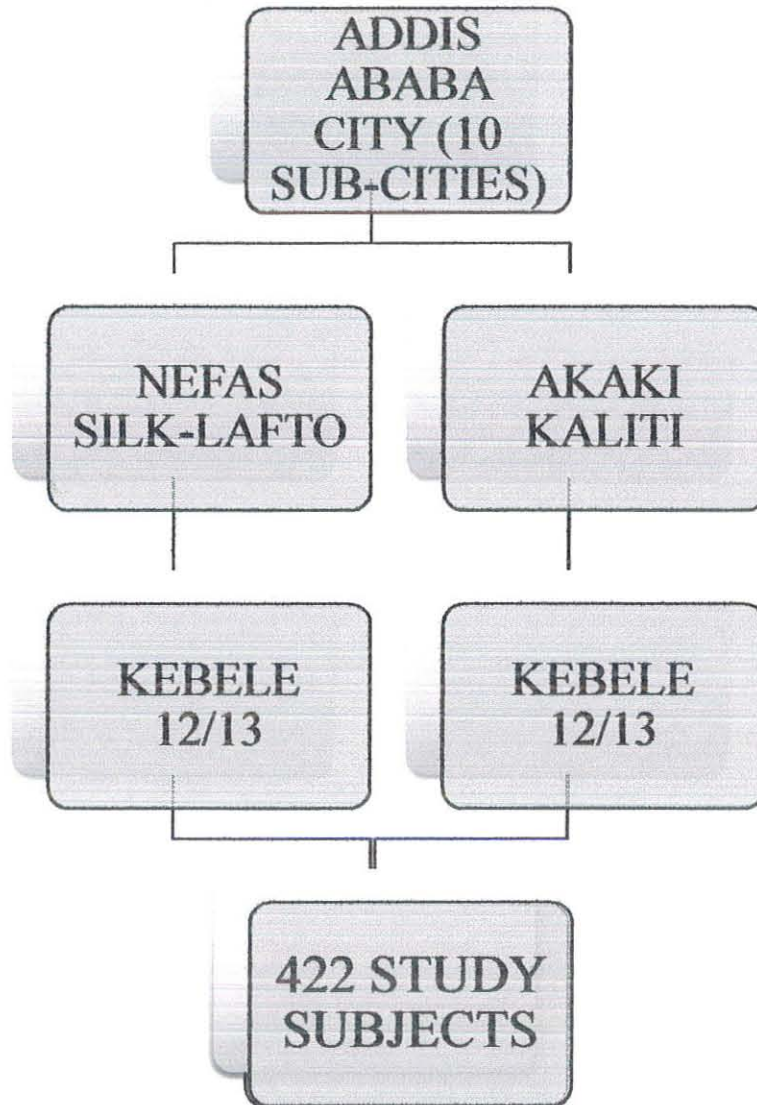 ADDIS
ABABA
CITY (10
SUB-CITIES)
NEFAS
SILK-LAFTO
AKAKI
KALITI
KEBELE
12/13
KEBELE
12/13
422 STUDY
SUBJECTS